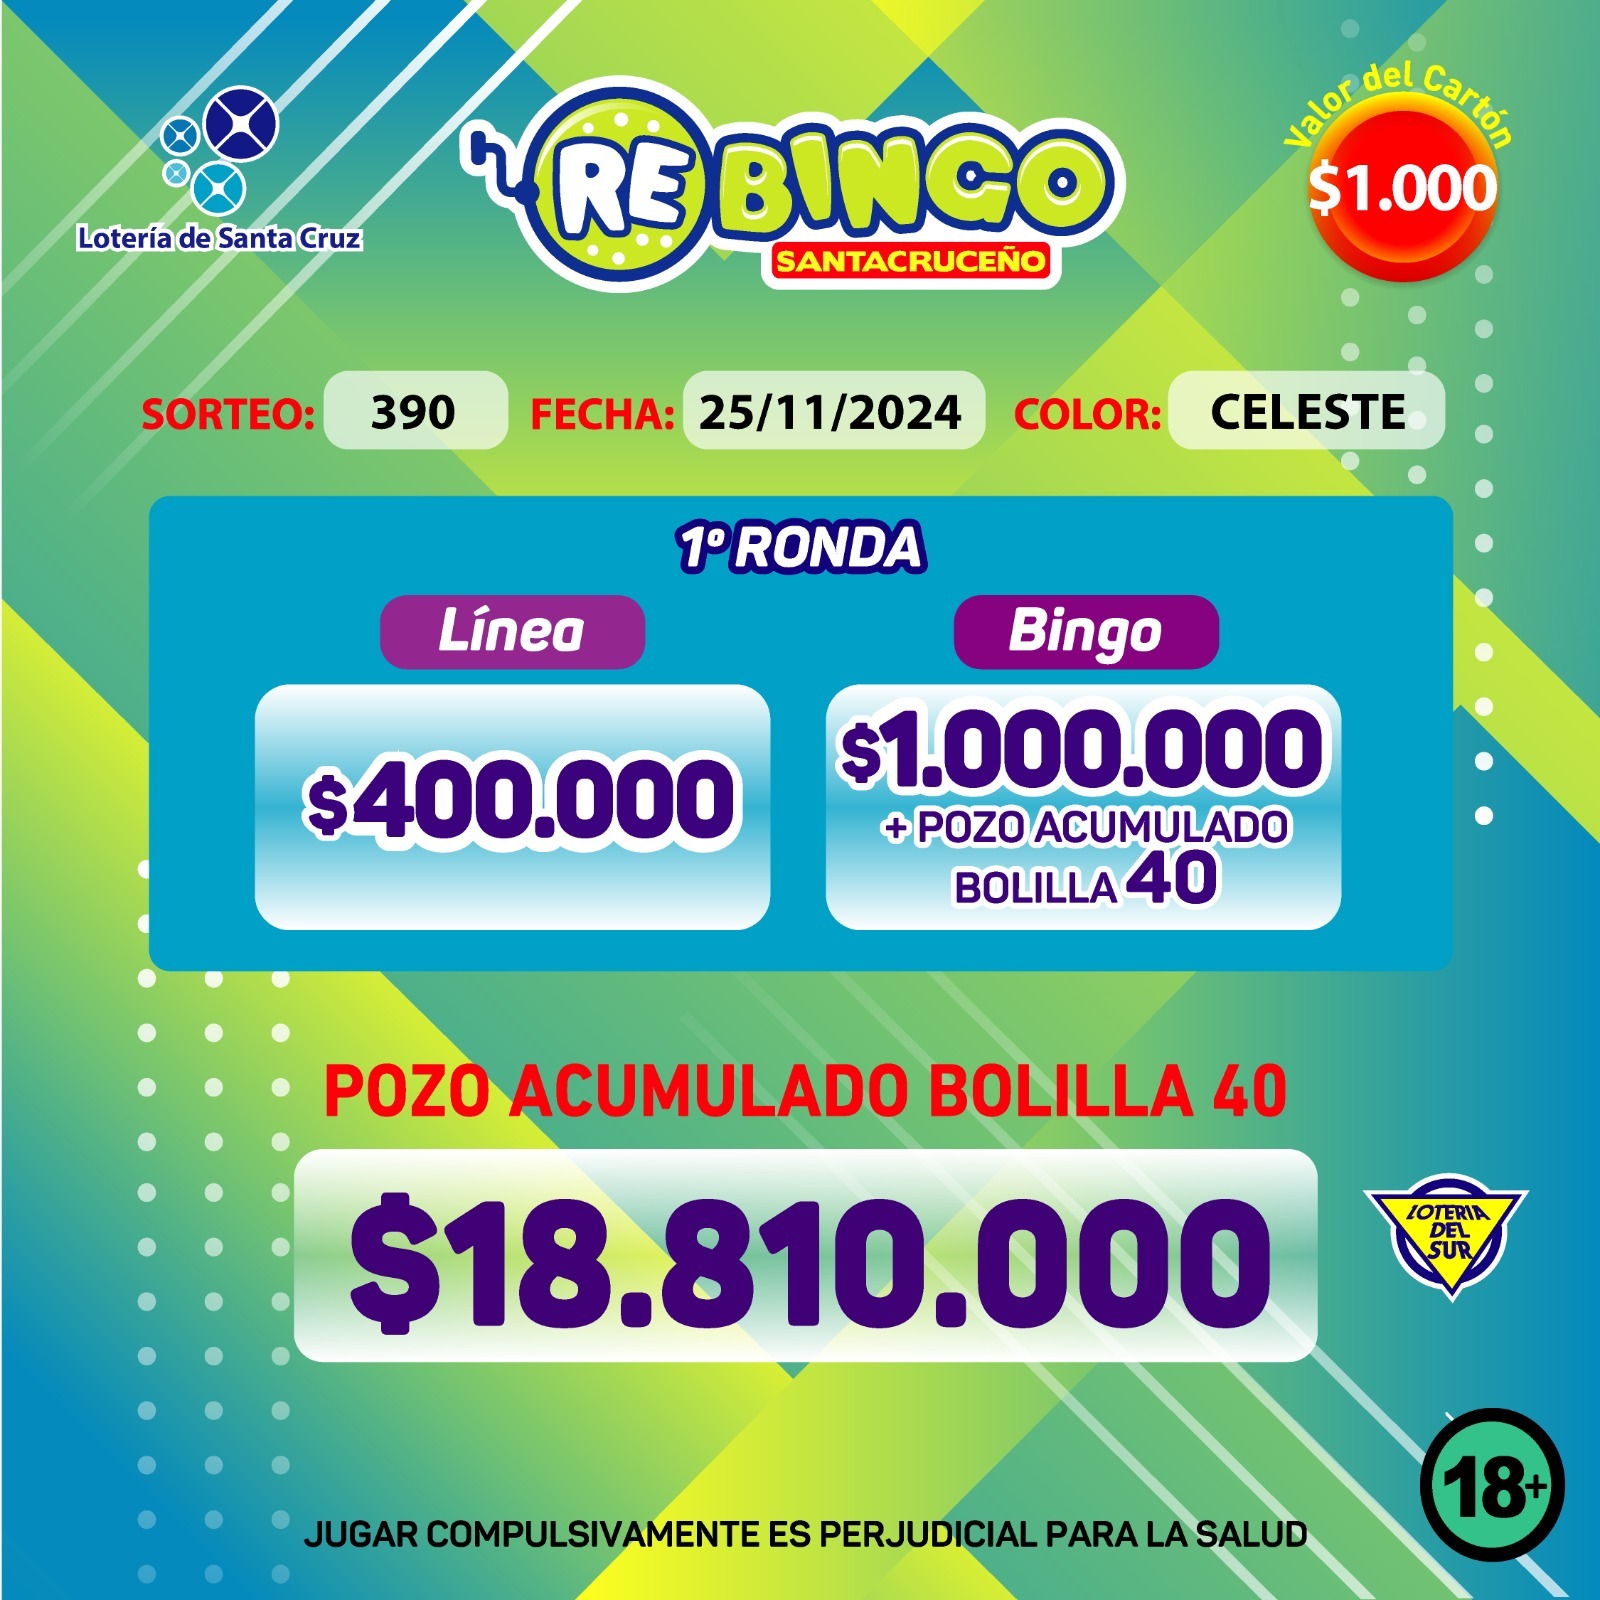 Valor del Cartón
$1.000
Lotería de Santa Cruz
RE BINGO
SANTACRUCEÑO
SORTEO: 390 FECHA: 25/11/2024 COLOR: CELESTE
1º RONDA
Línea
$400.000
Bingo
$1.000.000
+ POZO ACUMULADO
BOLILLA 40
POZO ACUMULADO BOLILLA 40
$18.810.000
LOTERIA
DEL
SUR
18+
JUGAR COMPULSIVAMENTE ES PERJUDICIAL PARA LA SALUD